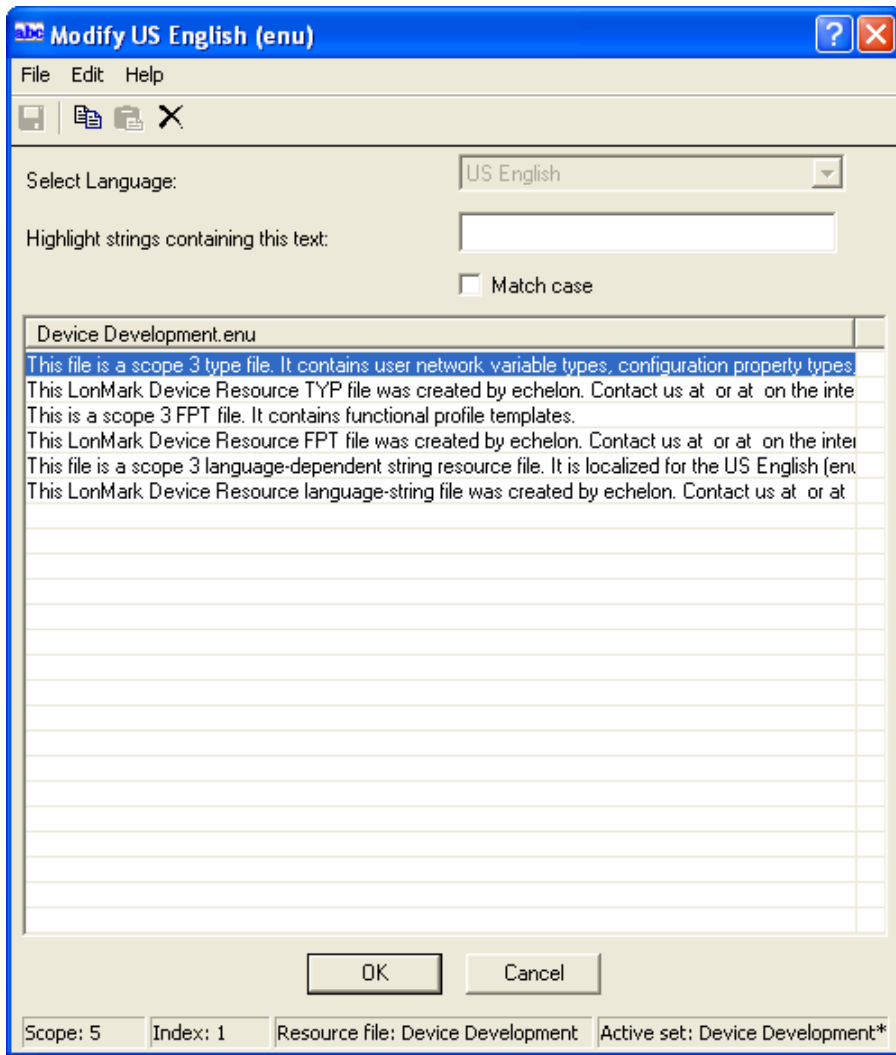 abc Modify US English (enu)
File Edit Help
Select Language: US English
Highlight strings containing this text:
Match case
Device Development.enu
This file is a scope 3 type file. It contains user network variable types, configuration property types,
This LonMark Device Resource TYP file was created by echelon. Contact us at  or at  on the inte
This is a scope 3 FPT file. It contains functional profile templates.
This LonMark Device Resource FPT file was created by echelon. Contact us at  or at  on the inter
This file is a scope 3 language-dependent string resource file. It is localized for the US English (enu
This LonMark Device Resource language-string file was created by echelon. Contact us at  or at
OK Cancel
Scope: 5 Index: 1 Resource file: Device Development Active set: Device Development*